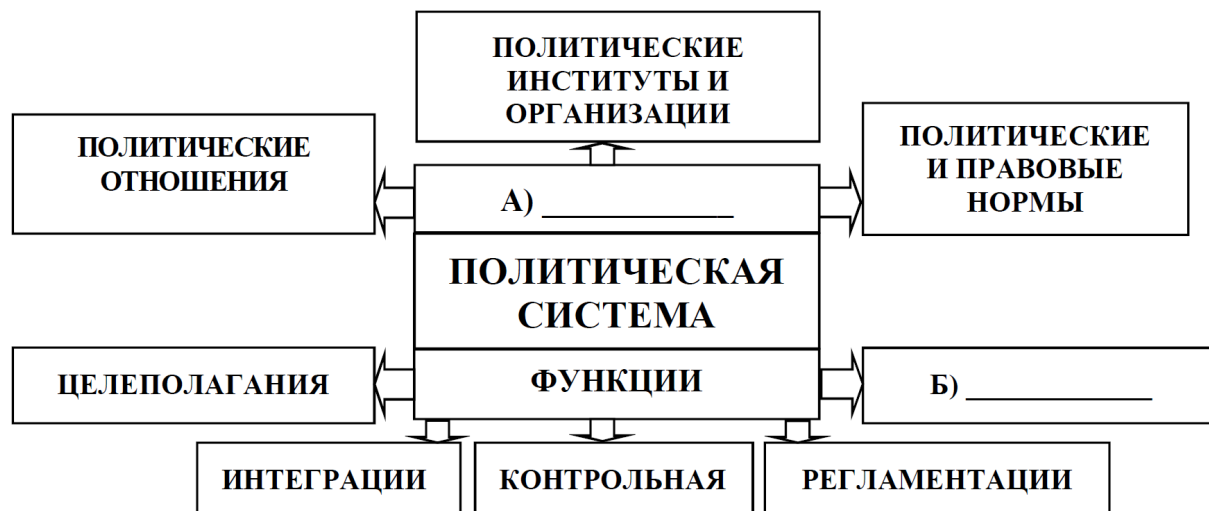 ПОЛИТИЧЕСКИЕ
ИНСТИТУТЫ И
ОРГАНИЗАЦИИ
ПОЛИТИЧЕСКИЕ
ОТНОШЕНИЯ
А) _____________
ПОЛИТИЧЕСКИЕ
И ПРАВОВЫЕ
НОРМЫ
ПОЛИТИЧЕСКАЯ
СИСТЕМА
ЦЕЛЕПОЛАГАНИЯ
ФУНКЦИИ
Б) _____________
ИНТЕГРАЦИИ
КОНТРОЛЬНАЯ
РЕГЛАМЕНТАЦИИ